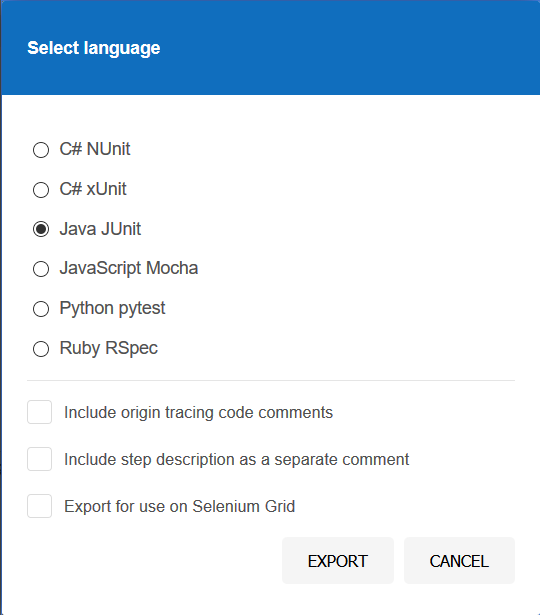 Select language
C# NUnit
C# xUnit
Java JUnit
JavaScript Mocha
Python pytest
Ruby RSpec
Include origin tracing code comments
Include step description as a separate comment
Export for use on Selenium Grid
EXPORT CANCEL